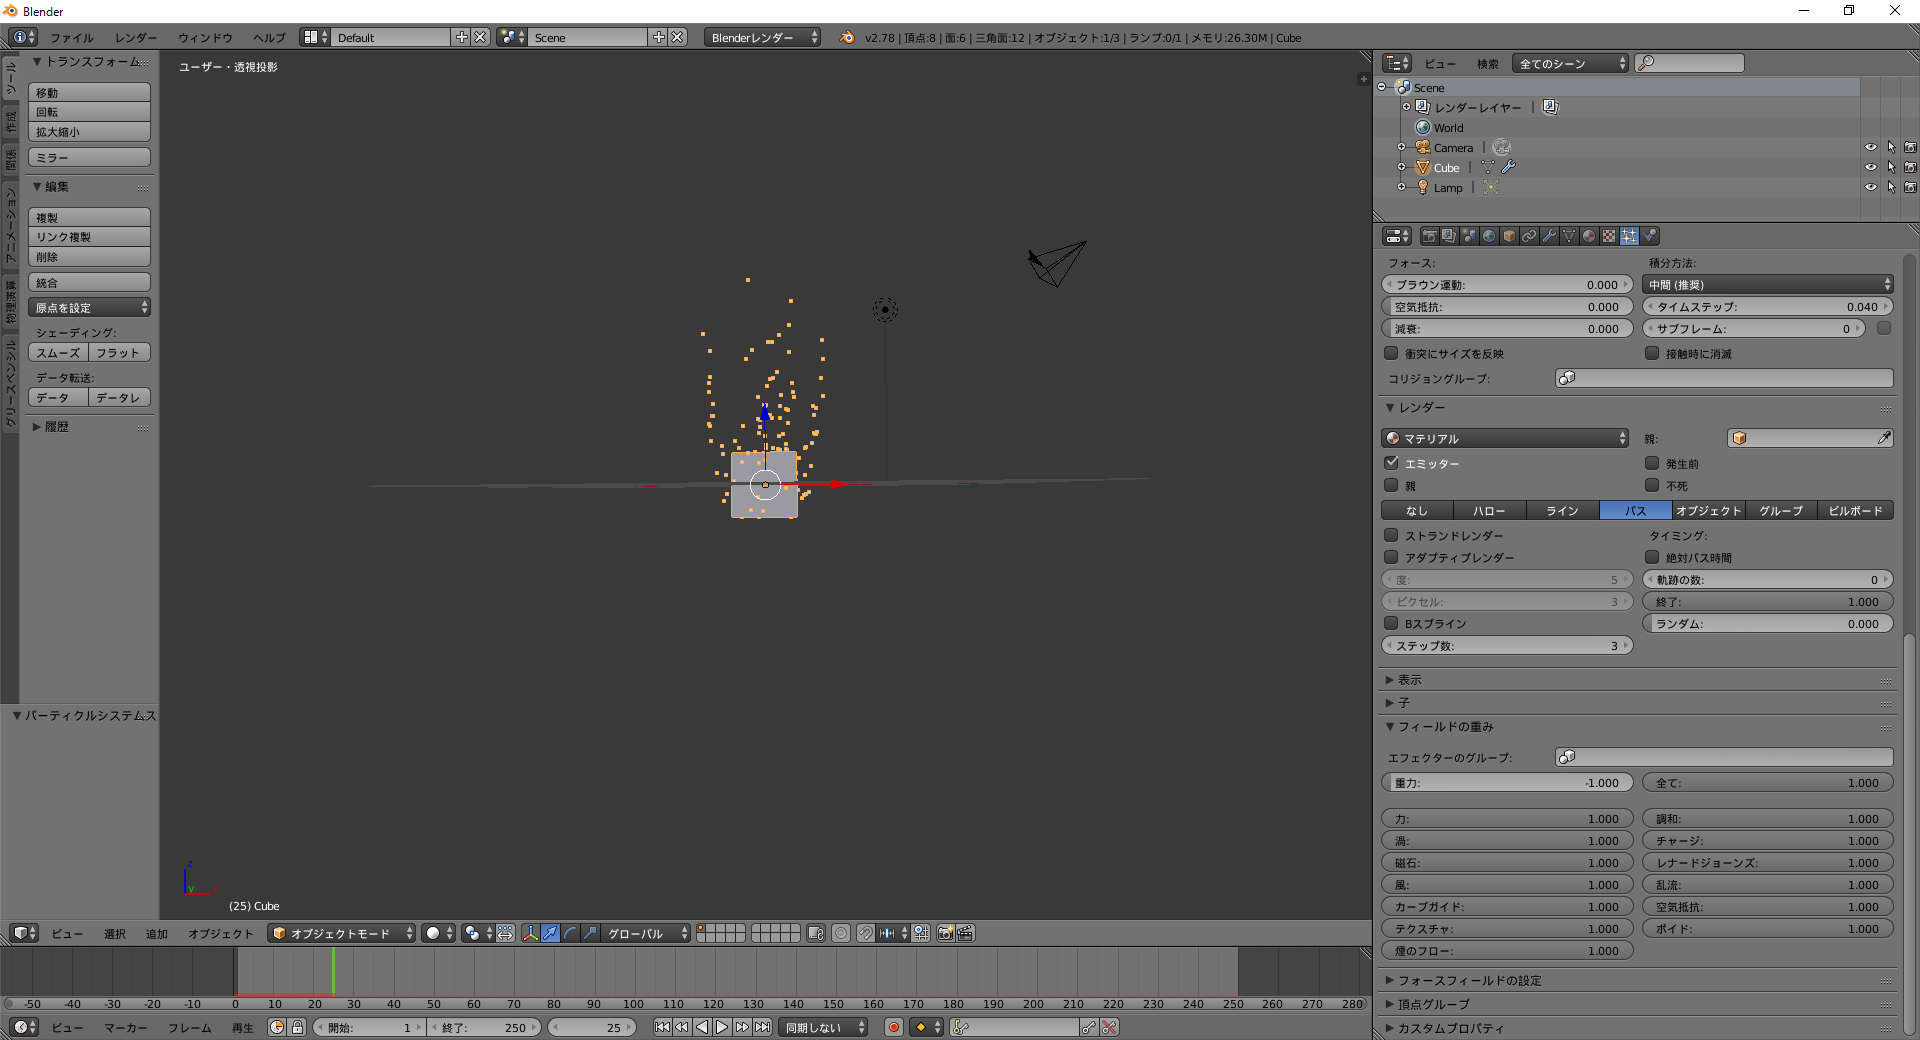 Blender
ファイル レンダー ウィンドウ ヘルプ Default Scene Blenderレンダー v2.78 | 頂点:8 | 面:6 | 三角面:12 | オブジェクト:1/3 | ランプ:0/1 | メモリ:26.30M | Cube
ツール
作成
関係
アニメーション
物理演算
グリースペンシル
▼トランスフォーム
移動
回転
拡大縮小
ミラー
▼編集
複製
リンク複製
削除
統合
原点を設定
シェーディング:
スムーズ フラット
データ転送:
データ データレ
▶履歴
▼パーティクルシステムス
ユーザー・透視投影
z
y
x
(25) Cube
ビュー 選択 追加 オブジェクト オブジェクトモード グローバル
-50 -40 -30 -20 -10 0 10 20 30 40 50 60 70 80 90 100 110 120 130 140 150 160 170 180 190 200 210 220 230 240 250 260 270 280
ビュー マーカー フレーム 再生 開始: 1 終了: 250 25 同期しない
ビュー 検索 全てのシーン
Scene
レンダーレイヤー |
World
Camera |
Cube |
Lamp |
フォース: 積分方法:
ブラウン運動: 0.000 中間 (推奨)
空気抵抗: 0.000 タイムステップ: 0.040
減衰: 0.000 サブフレーム: 0
衝突にサイズを反映 接触時に消滅
コリジョングループ:
▼レンダー
マテリアル 親:
エミッター 発生前
親 不死
なし ハロー ライン パス オブジェクト グループ ビルボード
ストランドレンダー タイミング:
アダプティブレンダー 絶対パス時間
度: 5 軌跡の数: 0
ピクセル: 3 終了: 1.000
Bスプライン ランダム: 0.000
ステップ数: 3
▶表示
▶子
▼フィールドの重み
エフェクターのグループ:
重力: -1.000 全て: 1.000
力: 1.000 調和: 1.000
渦: 1.000 チャージ: 1.000
磁石: 1.000 レナードジョーンズ: 1.000
風: 1.000 乱流: 1.000
カーブガイド: 1.000 空気抵抗: 1.000
テクスチャ: 1.000 ボイド: 1.000
煙のフロー: 1.000
▶フォースフィールドの設定
▶頂点グループ
▶カスタムプロパティ